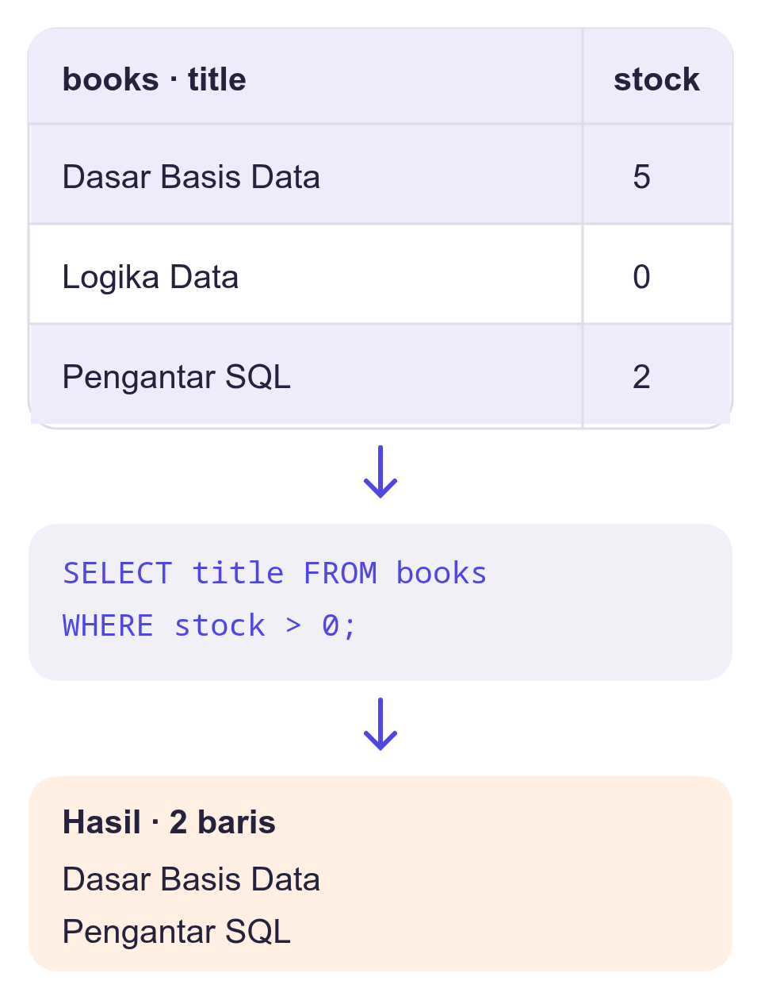 books · title stock
Dasar Basis Data 5
Logika Data 0
Pengantar SQL 2
SELECT title FROM books
WHERE stock > 0;
Hasil · 2 baris
Dasar Basis Data
Pengantar SQL